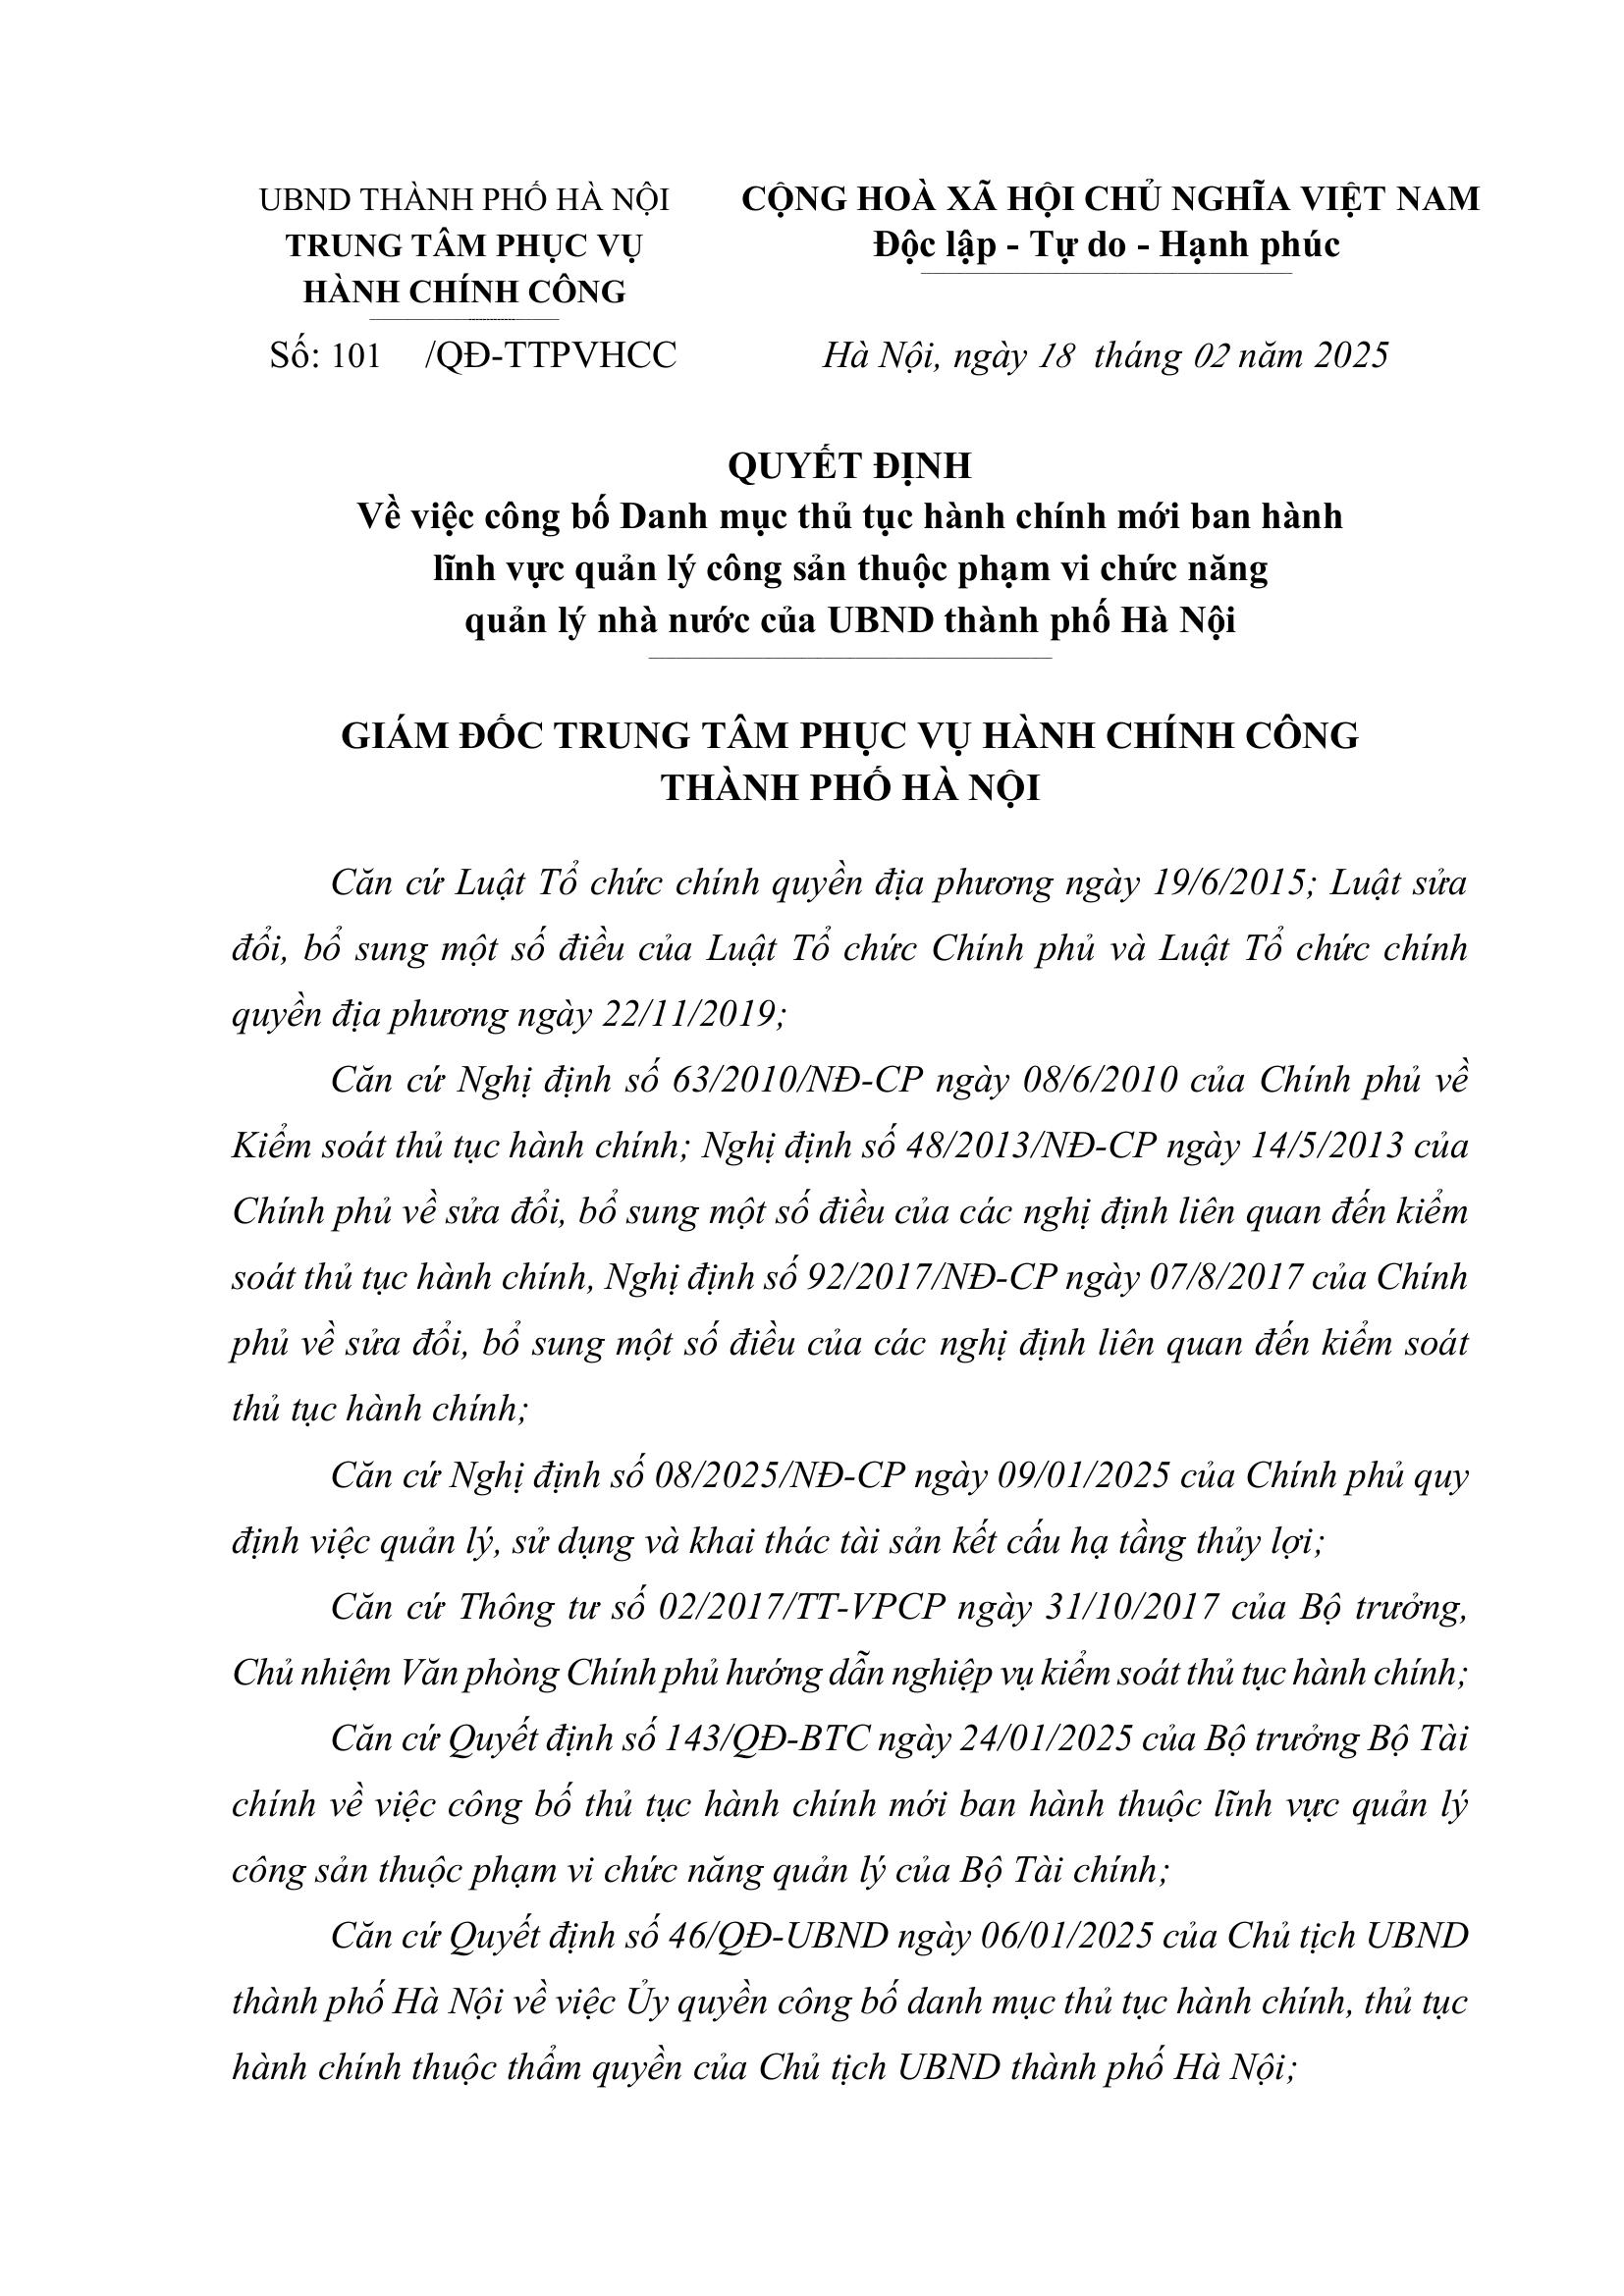 UBND THÀNH PHỐ HÀ NỘI
TRUNG TÂM PHỤC VỤ
HÀNH CHÍNH CÔNG
Số: 101 /QĐ-TTPVHCC
CỘNG HOÀ XÃ HỘI CHỦ NGHĨA VIỆT NAM
Độc lập - Tự do - Hạnh phúc
Hà Nội, ngày 18 tháng 02 năm 2025
QUYẾT ĐỊNH
Về việc công bố Danh mục thủ tục hành chính mới ban hành
lĩnh vực quản lý công sản thuộc phạm vi chức năng
quản lý nhà nước của UBND thành phố Hà Nội
GIÁM ĐỐC TRUNG TÂM PHỤC VỤ HÀNH CHÍNH CÔNG
THÀNH PHỐ HÀ NỘI
Căn cứ Luật Tổ chức chính quyền địa phương ngày 19/6/2015; Luật sửa
đổi, bổ sung một số điều của Luật Tổ chức Chính phủ và Luật Tổ chức chính
quyền địa phương ngày 22/11/2019;
Căn cứ Nghị định số 63/2010/NĐ-CP ngày 08/6/2010 của Chính phủ về
Kiểm soát thủ tục hành chính; Nghị định số 48/2013/NĐ-CP ngày 14/5/2013 của
Chính phủ về sửa đổi, bổ sung một số điều của các nghị định liên quan đến kiểm
soát thủ tục hành chính, Nghị định số 92/2017/NĐ-CP ngày 07/8/2017 của Chính
phủ về sửa đổi, bổ sung một số điều của các nghị định liên quan đến kiểm soát
thủ tục hành chính;
Căn cứ Nghị định số 08/2025/NĐ-CP ngày 09/01/2025 của Chính phủ quy
định việc quản lý, sử dụng và khai thác tài sản kết cấu hạ tầng thủy lợi;
Căn cứ Thông tư số 02/2017/TT-VPCP ngày 31/10/2017 của Bộ trưởng,
Chủ nhiệm Văn phòng Chính phủ hướng dẫn nghiệp vụ kiểm soát thủ tục hành chính;
Căn cứ Quyết định số 143/QĐ-BTC ngày 24/01/2025 của Bộ trưởng Bộ Tài
chính về việc công bố thủ tục hành chính mới ban hành thuộc lĩnh vực quản lý
công sản thuộc phạm vi chức năng quản lý của Bộ Tài chính;
Căn cứ Quyết định số 46/QĐ-UBND ngày 06/01/2025 của Chủ tịch UBND
thành phố Hà Nội về việc Ủy quyền công bố danh mục thủ tục hành chính, thủ tục
hành chính thuộc thẩm quyền của Chủ tịch UBND thành phố Hà Nội;